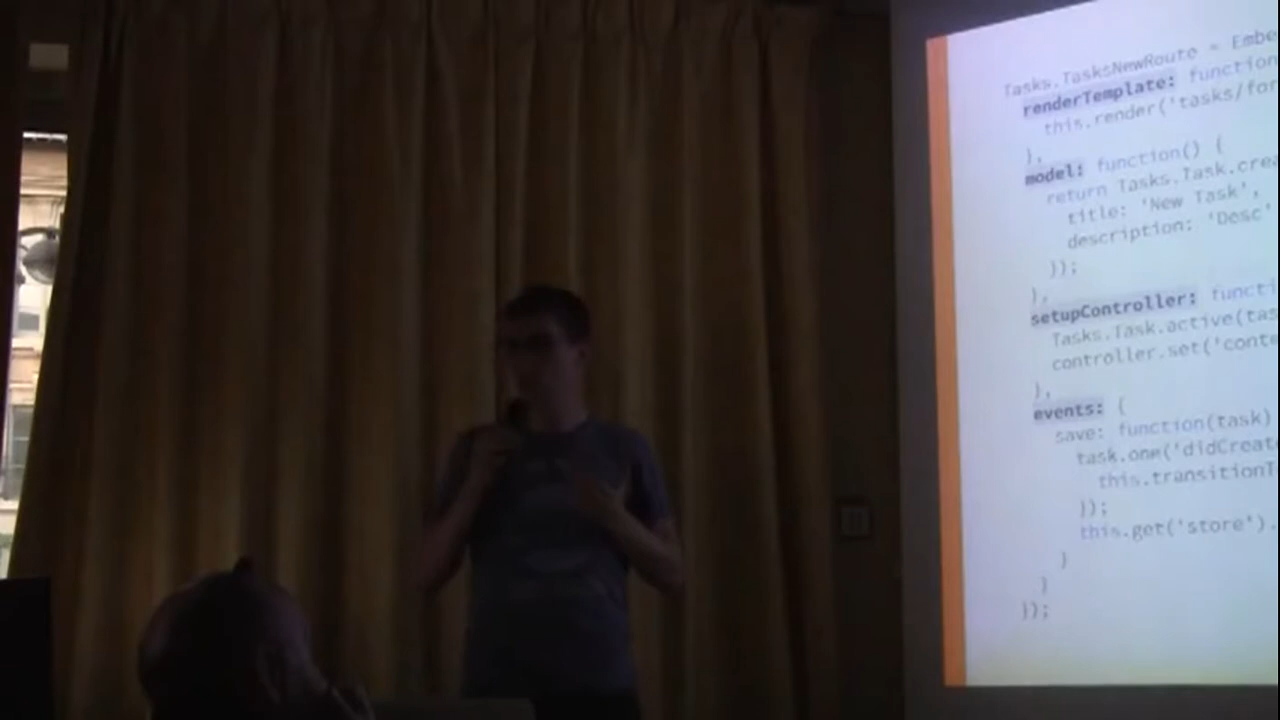 Tasks.TasksNewRoute = Embe
renderTemplate: function
this.render('tasks/for
},
model: function() {
return Tasks.Task.crea
title: 'New Task',
description: 'Desc'
});
},
setupController: functi
Tasks.Task.active(tas
controller.set('conte
},
events: {
save: function(task)
task.one('didCreat
this.transitionT
});
this.get('store').
}
}
});